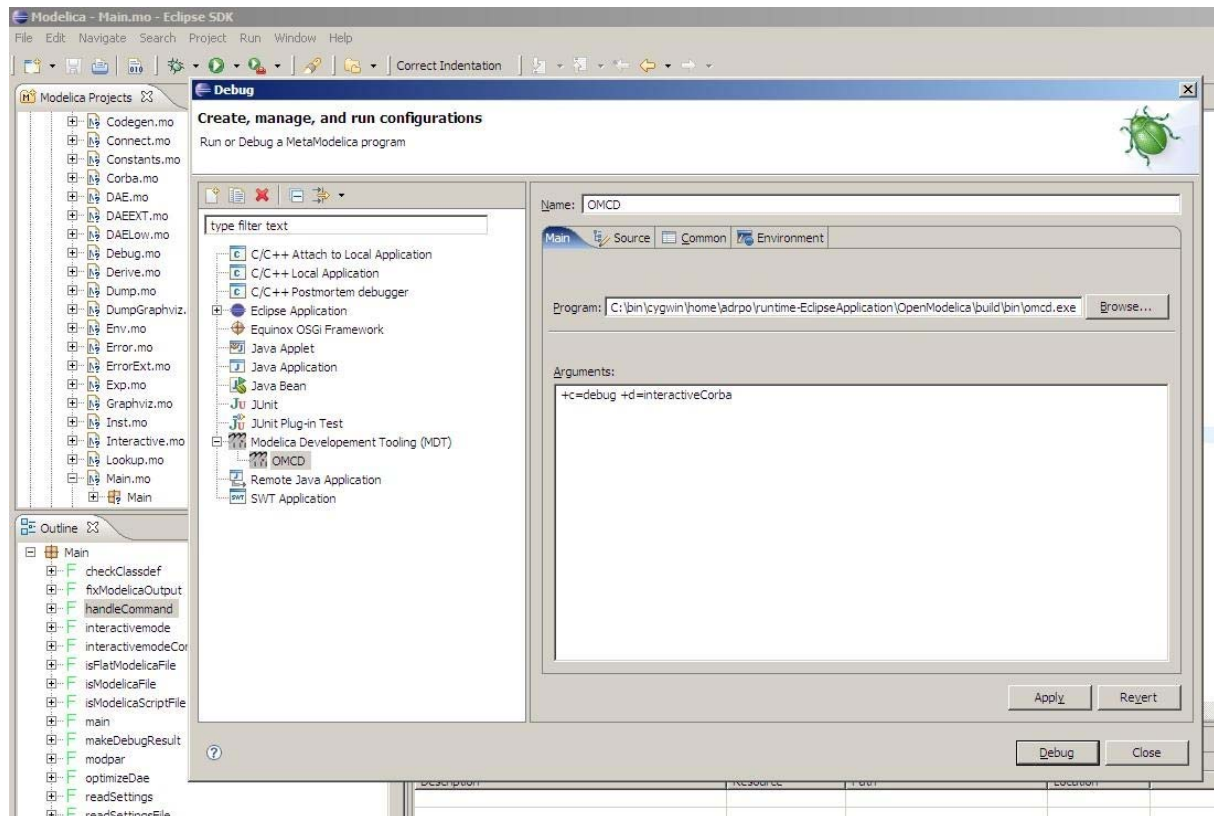 Modelica - Main.mo - Eclipse SDK
File Edit Navigate Search Project Run Window Help
Correct Indentation
Modelica Projects
Codegen.mo
Connect.mo
Constants.mo
Corba.mo
DAE.mo
DAEEXT.mo
DAELow.mo
Debug.mo
Derive.mo
Dump.mo
DumpGraphviz.
Env.mo
Error.mo
ErrorExt.mo
Exp.mo
Graphviz.mo
Inst.mo
Interactive.mo
Lookup.mo
Main.mo
Main
Outline
Main
checkClassdef
fixModelicaOutput
handleCommand
interactivemode
interactivemodeCor
isFlatModelicaFile
isModelicaFile
isModelicaScriptFile
main
makeDebugResult
modpar
optimizeDae
readSettings
readSettingsFile
Debug
Create, manage, and run configurations
Run or Debug a MetaModelica program
type filter text
C/C++ Attach to Local Application
C/C++ Local Application
C/C++ Postmortem debugger
Eclipse Application
Equinox OSGi Framework
Java Applet
Java Application
Java Bean
JUnit
JUnit Plug-in Test
Modelica Developement Tooling (MDT)
OMCD
Remote Java Application
SWT Application
Name: OMCD
Main Source Common Environment
Program: C:\bin\cygwin\home\adrpo\runtime-EclipseApplication\OpenModelica\build\bin\omcd.exe Browse...
Arguments:
+c=debug +d=interactiveCorba
Apply Revert
Debug Close
Description Resource Path Location